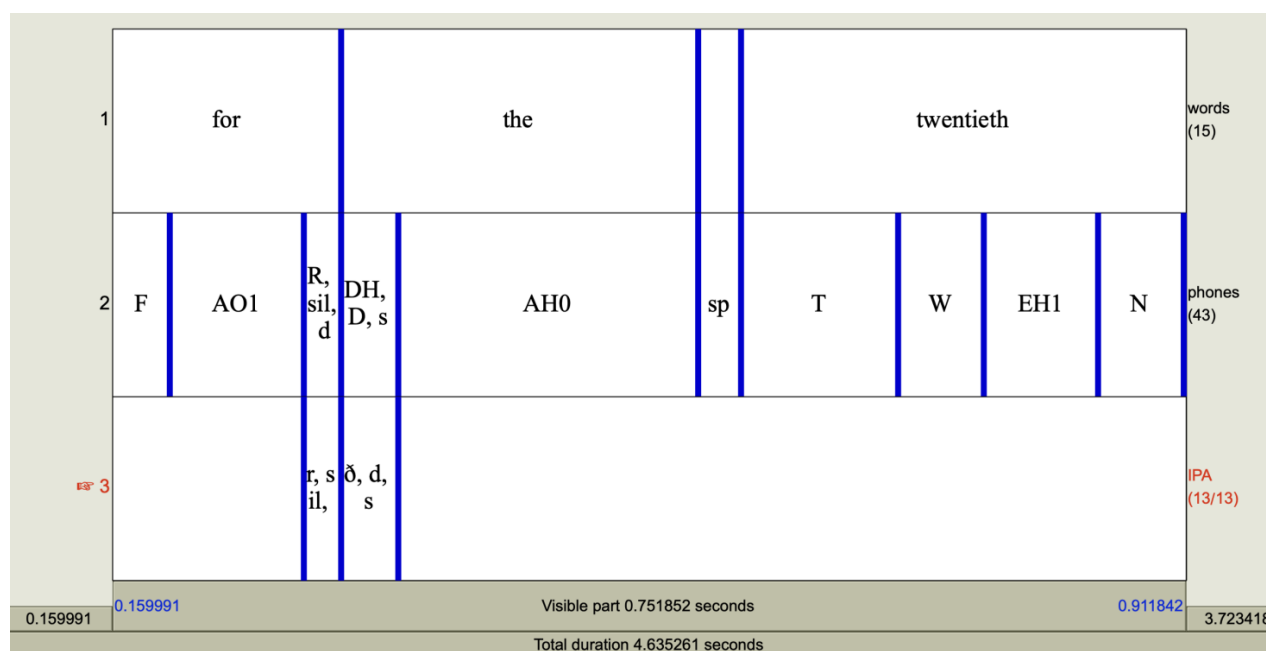 1 for the twentieth words (15)
2 F AO1 R, sil, d DH, D, s AH0 sp T W EH1 N phones (43)
☞ 3 r, sil, ð, d, s IPA (13/13)
0.159991 Visible part 0.751852 seconds 0.911842
0.159991 3.723418
Total duration 4.635261 seconds